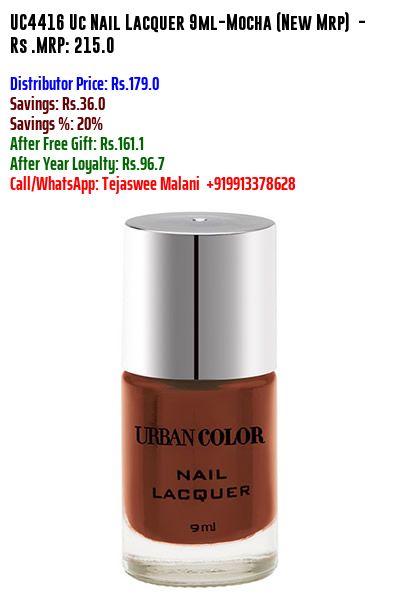 UC4416 Uc Nail Lacquer 9ml-Mocha (New Mrp) -
Rs .MRP: 215.0
Distributor Price: Rs.179.0
Savings: Rs.36.0
Savings %: 20%
After Free Gift: Rs.161.1
After Year Loyalty: Rs.96.7
Call/WhatsApp: Tejaswee Malani +919913378628
URBAN COLOR
NAIL
LACQUER
9ml